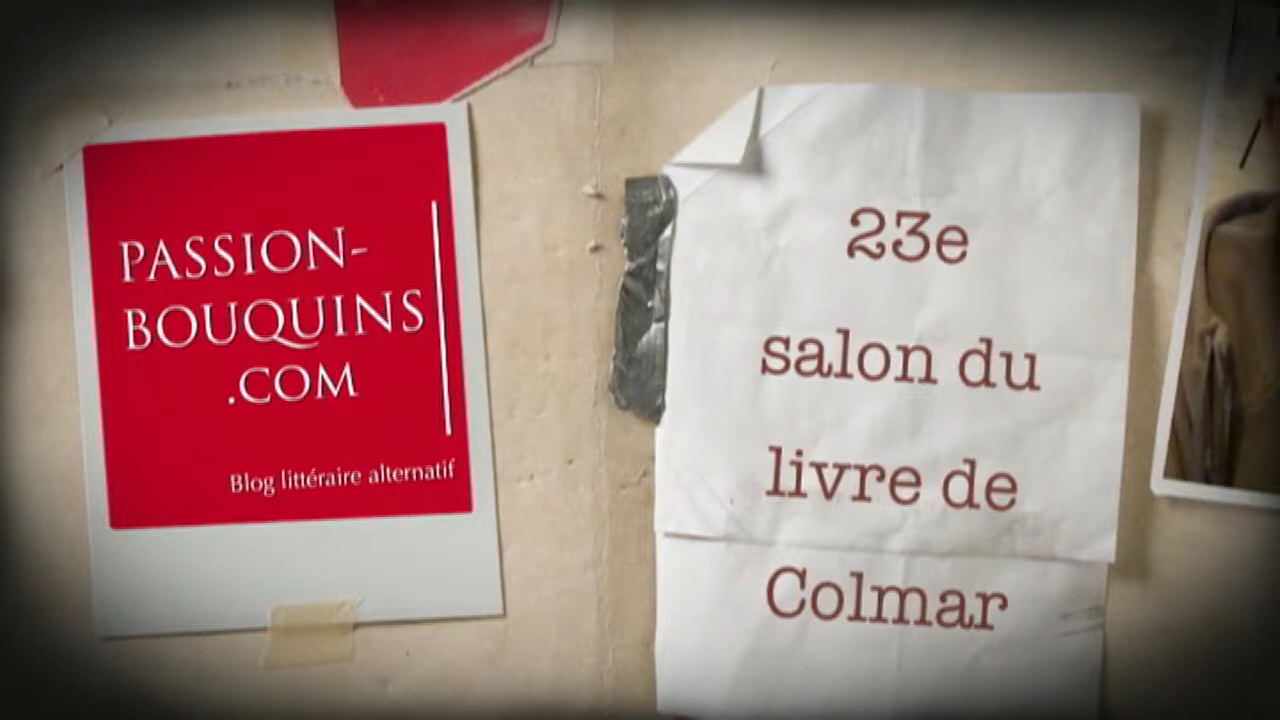 PASSION-
BOUQUINS
.COM
Blog littéraire alternatif
23e
salon du
livre de
Colmar